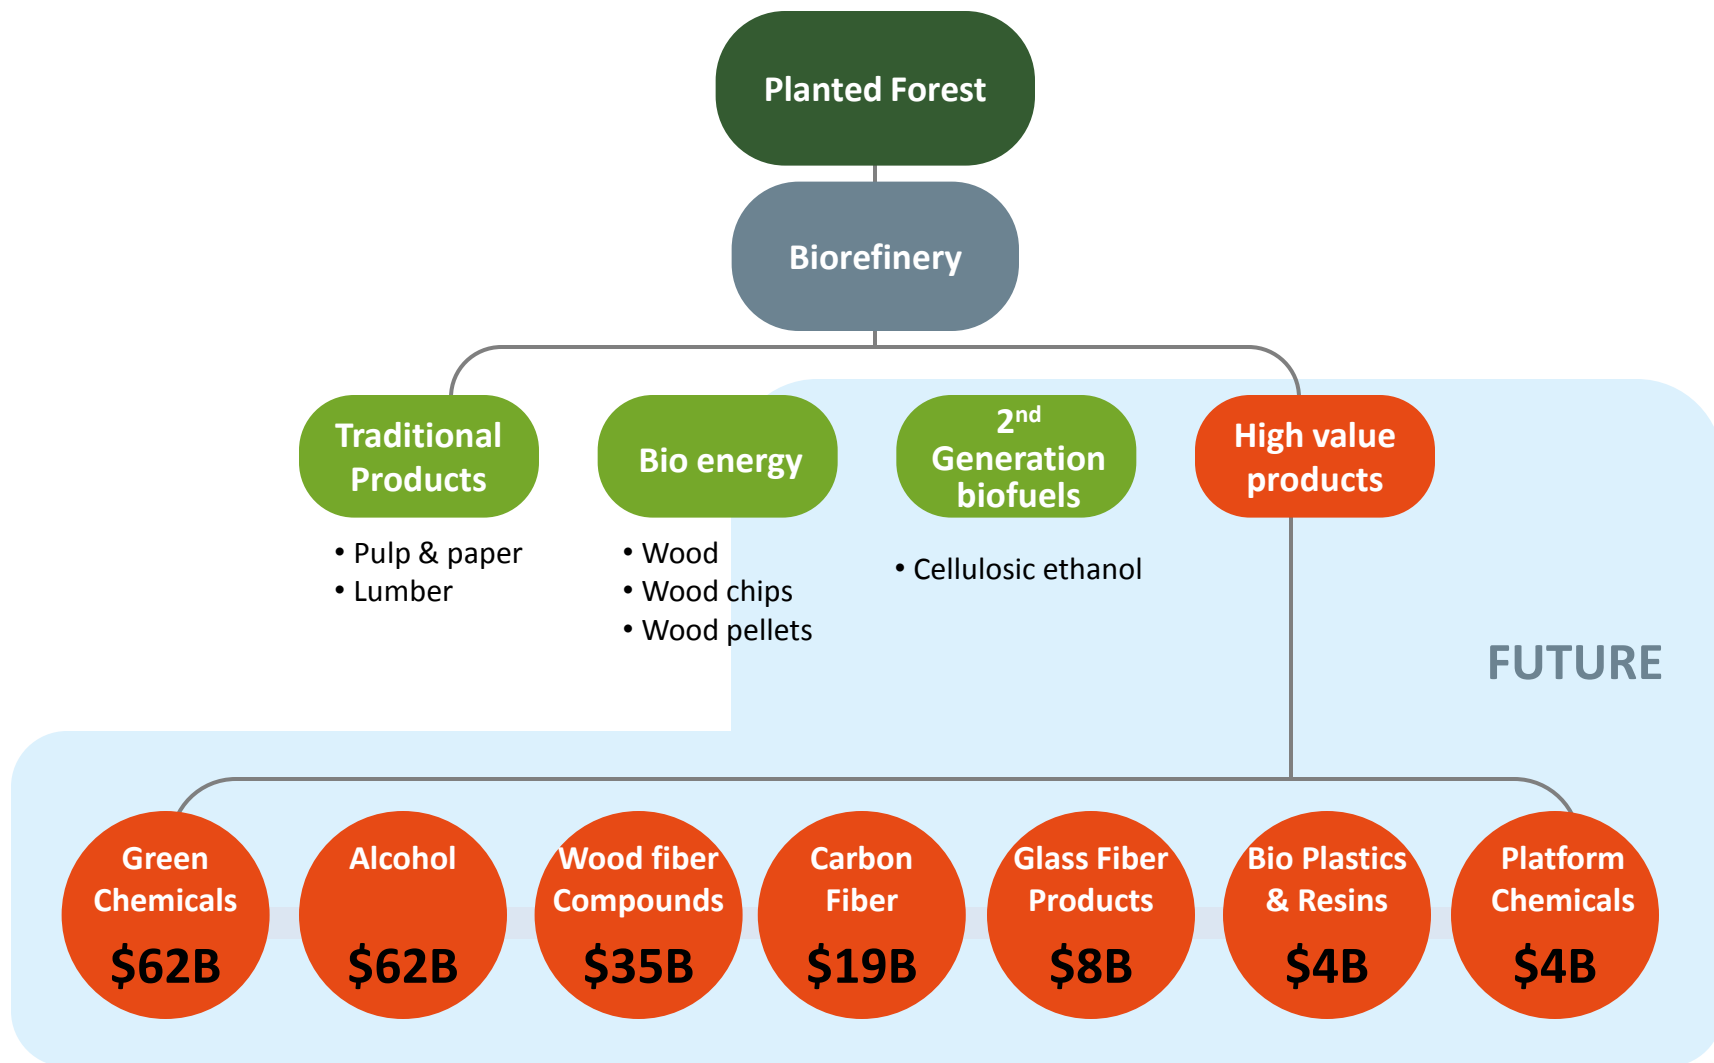 Planted Forest
Biorefinery
Traditional
Products
• Pulp & paper
• Lumber
Bio energy
• Wood
• Wood chips
• Wood pellets
2nd
Generation
biofuels
• Cellulosic ethanol
High value
products
FUTURE
Green
Chemicals
$62B
Alcohol
$62B
Wood fiber
Compounds
$35B
Carbon
Fiber
$19B
Glass Fiber
Products
$8B
Bio Plastics
& Resins
$4B
Platform
Chemicals
$4B